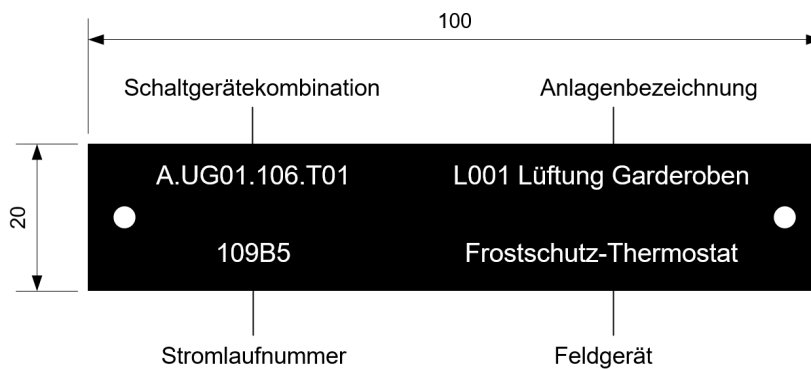 100
Schaltgerätekombination Anlagenbezeichnung
20
A.UG01.106.T01 L001 Lüftung Garderoben
109B5 Frostschutz-Thermostat
Stromlaufnummer Feldgerät